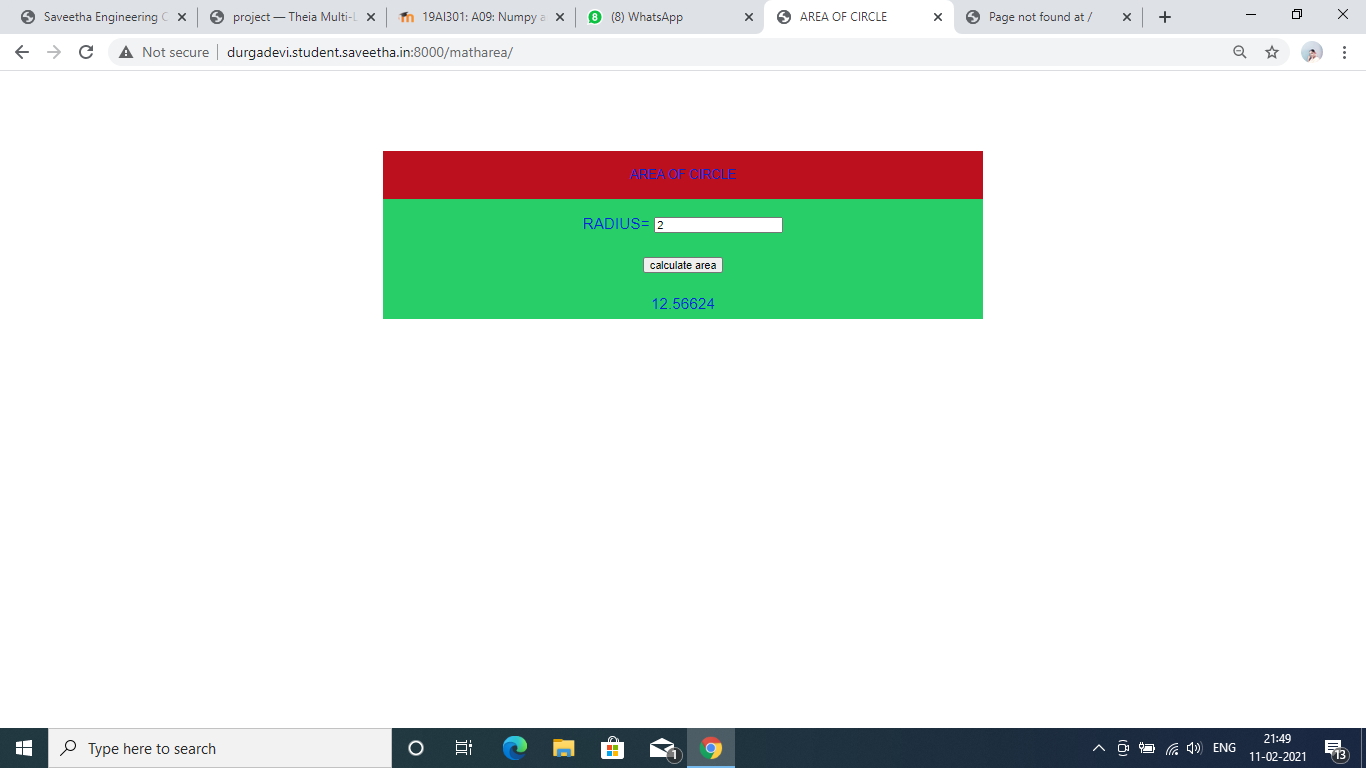 Saveetha Engineering C
project — Theia Multi-L
19AI301: A09: Numpy a
8 (8) WhatsApp
AREA OF CIRCLE
Page not found at /
Not secure durgadevi.student.saveetha.in:8000/matharea/
AREA OF CIRCLE
RADIUS= 2
calculate area
12.56624
Type here to search
1
ENG
21:49
11-02-2021
13